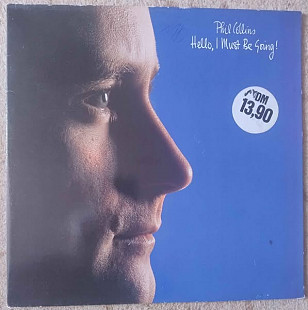 Phil Collins
Hello, I Must Be Going!
DM
13,90